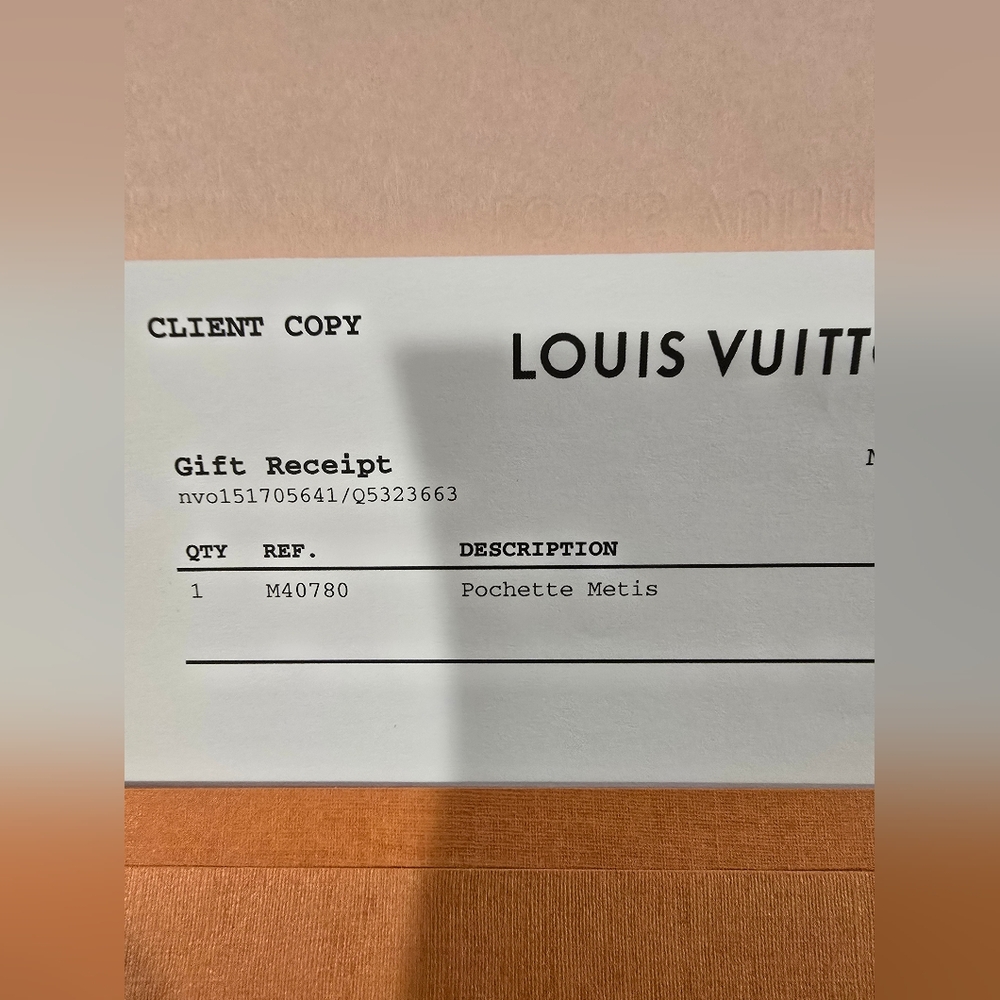 CLIENT COPY
LOUIS VUITT
Gift Receipt
nvo151705641/Q5323663
QTY REF. DESCRIPTION
1 M40780 Pochette Metis